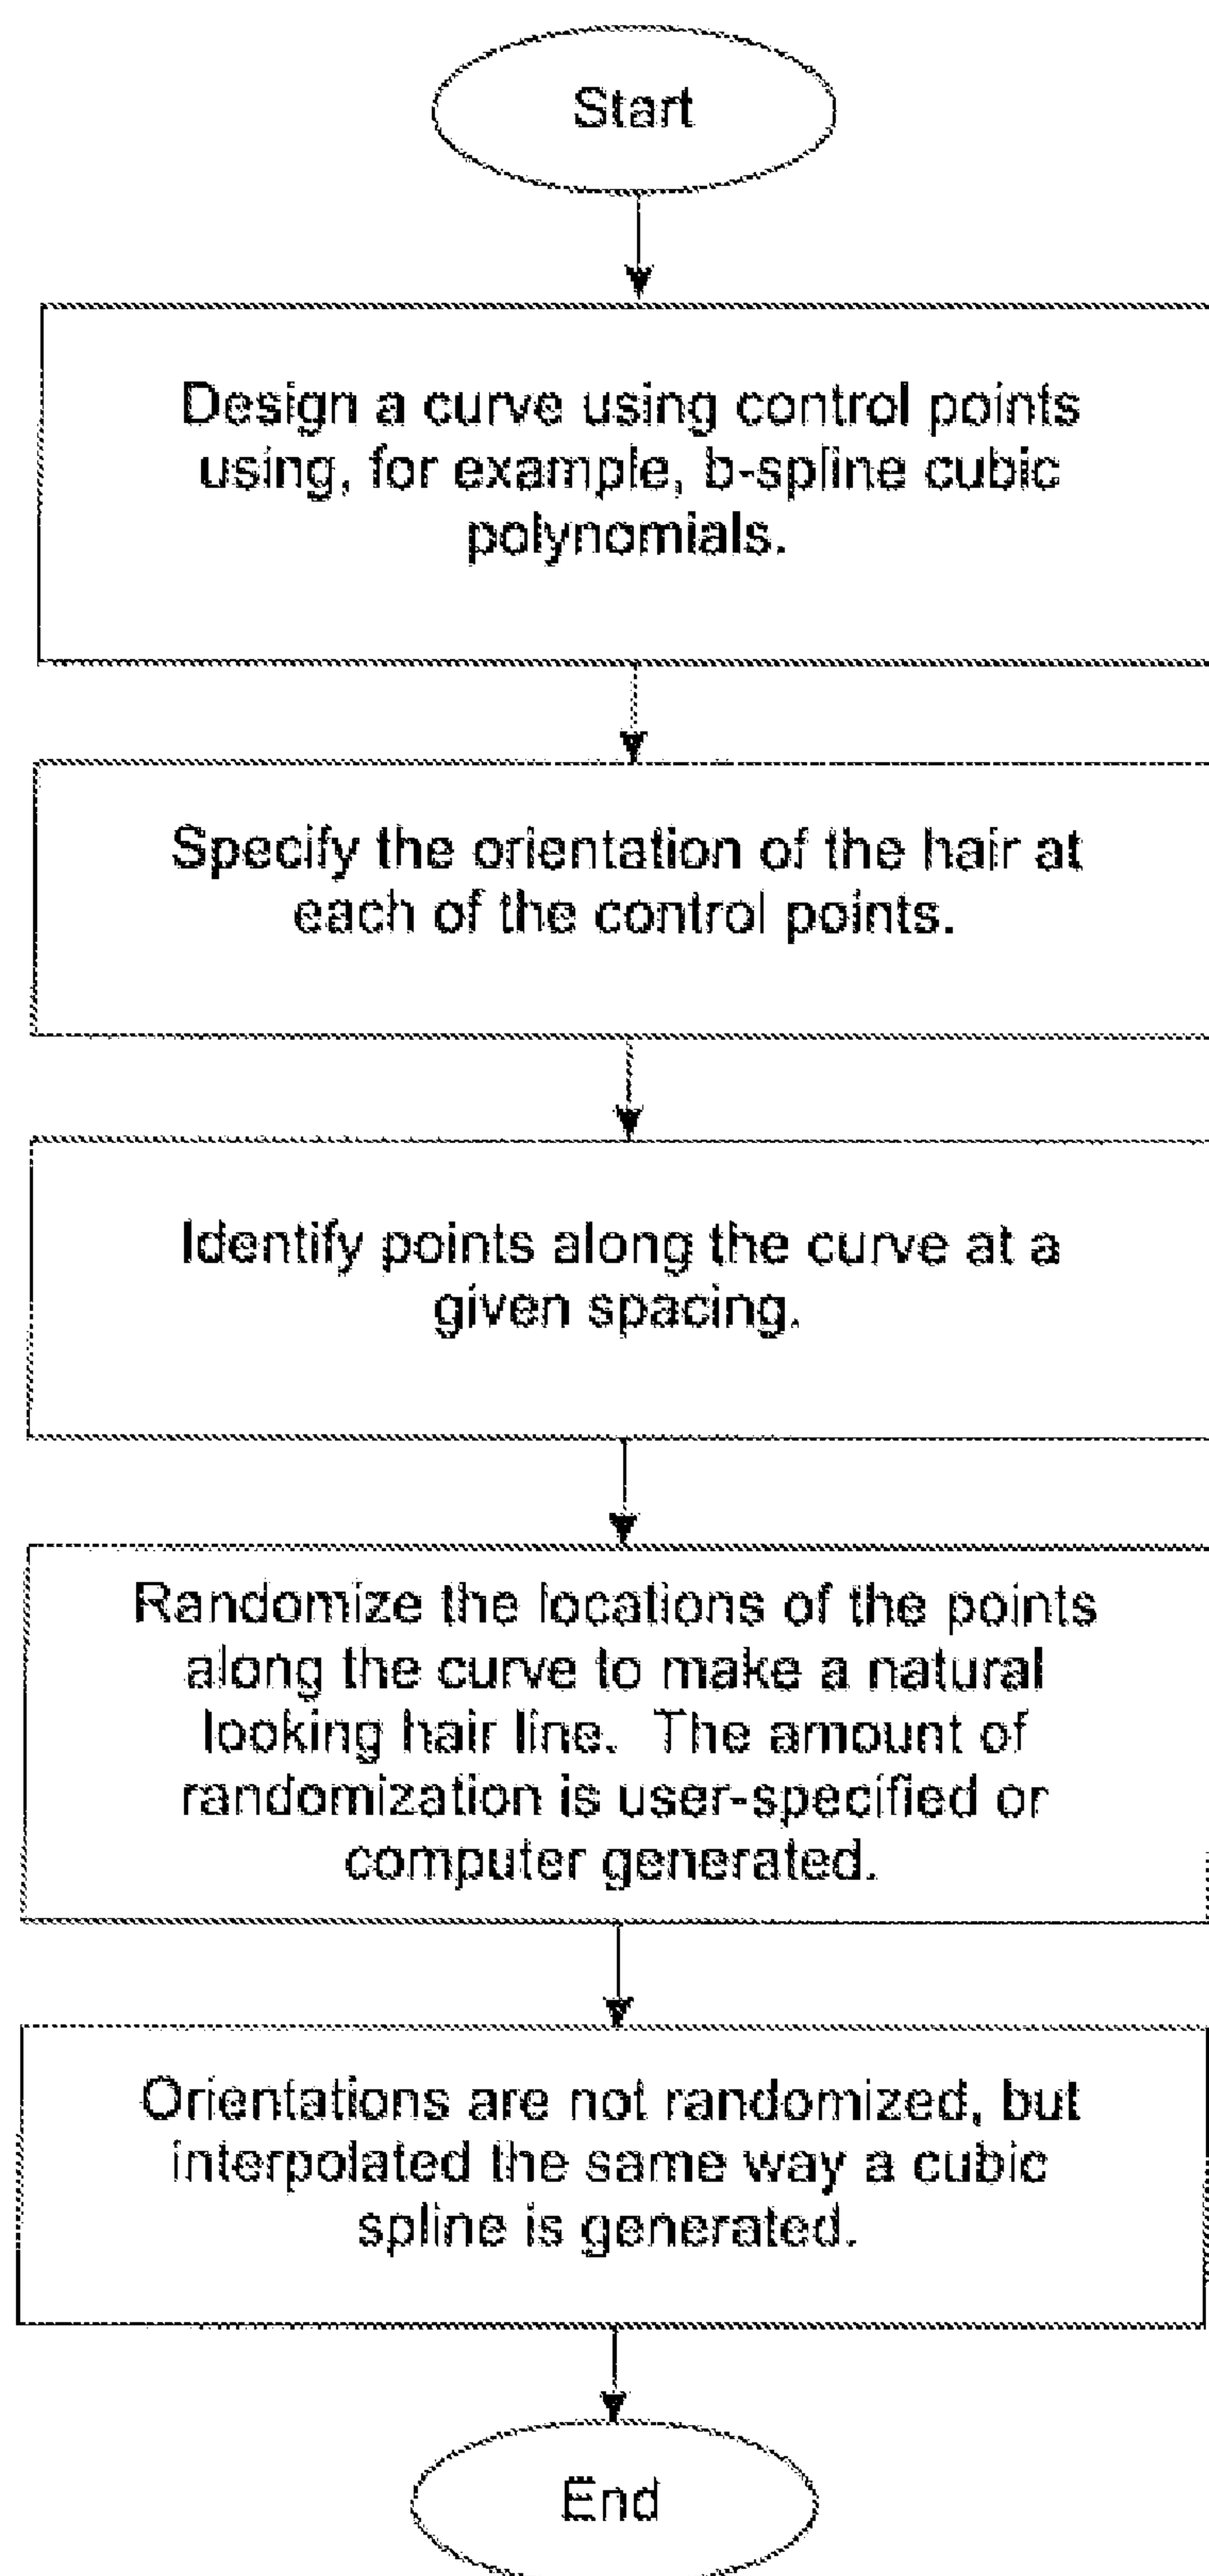 Start
Design a curve using control points
using, for example, b-spline cubic
polynomials.
Specify the orientation of the hair at
each of the control points.
Identify points along the curve at a
given spacing.
Randomize the locations of the points
along the curve to make a natural
looking hair line. The amount of
randomization is user-specified or
computer generated.
Orientations are not randomized, but
interpolated the same way a cubic
spline is generated.
End